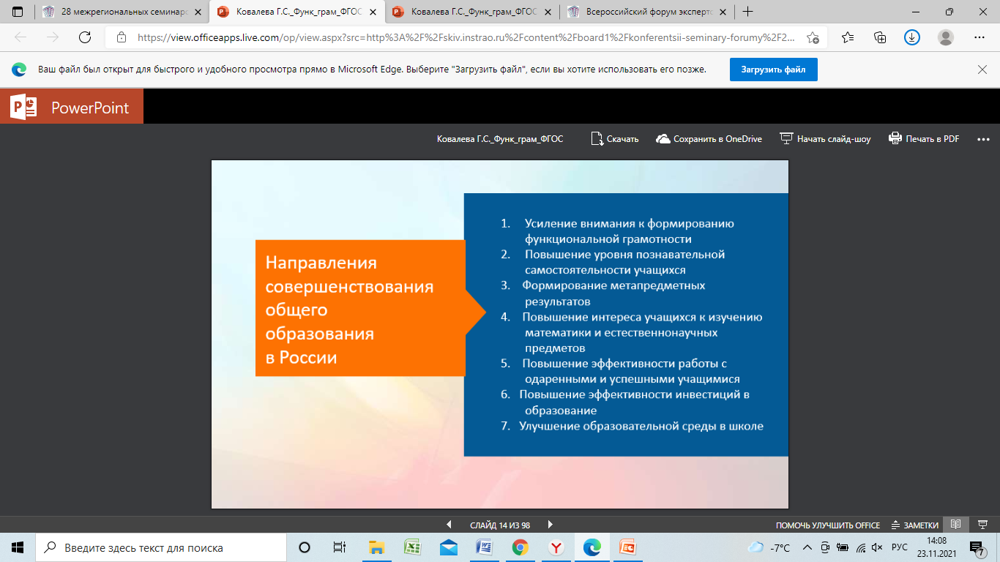 28 межрегиональных семинаро
Ковалева Г.С._Функ_грам_ФГОС
Ковалева Г.С._Функ_грам_ФГОС
Всероссийский форум эксперто
https://view.officeapps.live.com/op/view.aspx?src=http%3A%2F%2Fskiv.instrao.ru%2Fcontent%2Fboard1%2Fkonferentsii-seminary-forumy%2F2...
Ваш файл был открыт для быстрого и удобного просмотра прямо в Microsoft Edge. Выберите "Загрузить файл", если вы хотите использовать его позже.
Загрузить файл
PowerPoint
Ковалева Г.С._Функ_грам_ФГОС
Скачать
Сохранить в OneDrive
Начать слайд-шоу
Печать в PDF
Направления
совершенствования
общего
образования
в России
1. Усиление внимания к формированию
функциональной грамотности
2. Повышение уровня познавательной
самостоятельности учащихся
3. Формирование метапредметных
результатов
4. Повышение интереса учащихся к изучению
математики и естественнонаучных
предметов
5. Повышение эффективности работы с
одаренными и успешными учащимися
6. Повышение эффективности инвестиций в
образование
7. Улучшение образовательной среды в школе
СЛАЙД 14 ИЗ 98
ПОМОЧЬ УЛУЧШИТЬ OFFICE
ЗАМЕТКИ
Введите здесь текст для поиска
-7°C
РУС
14:08
23.11.2021
7